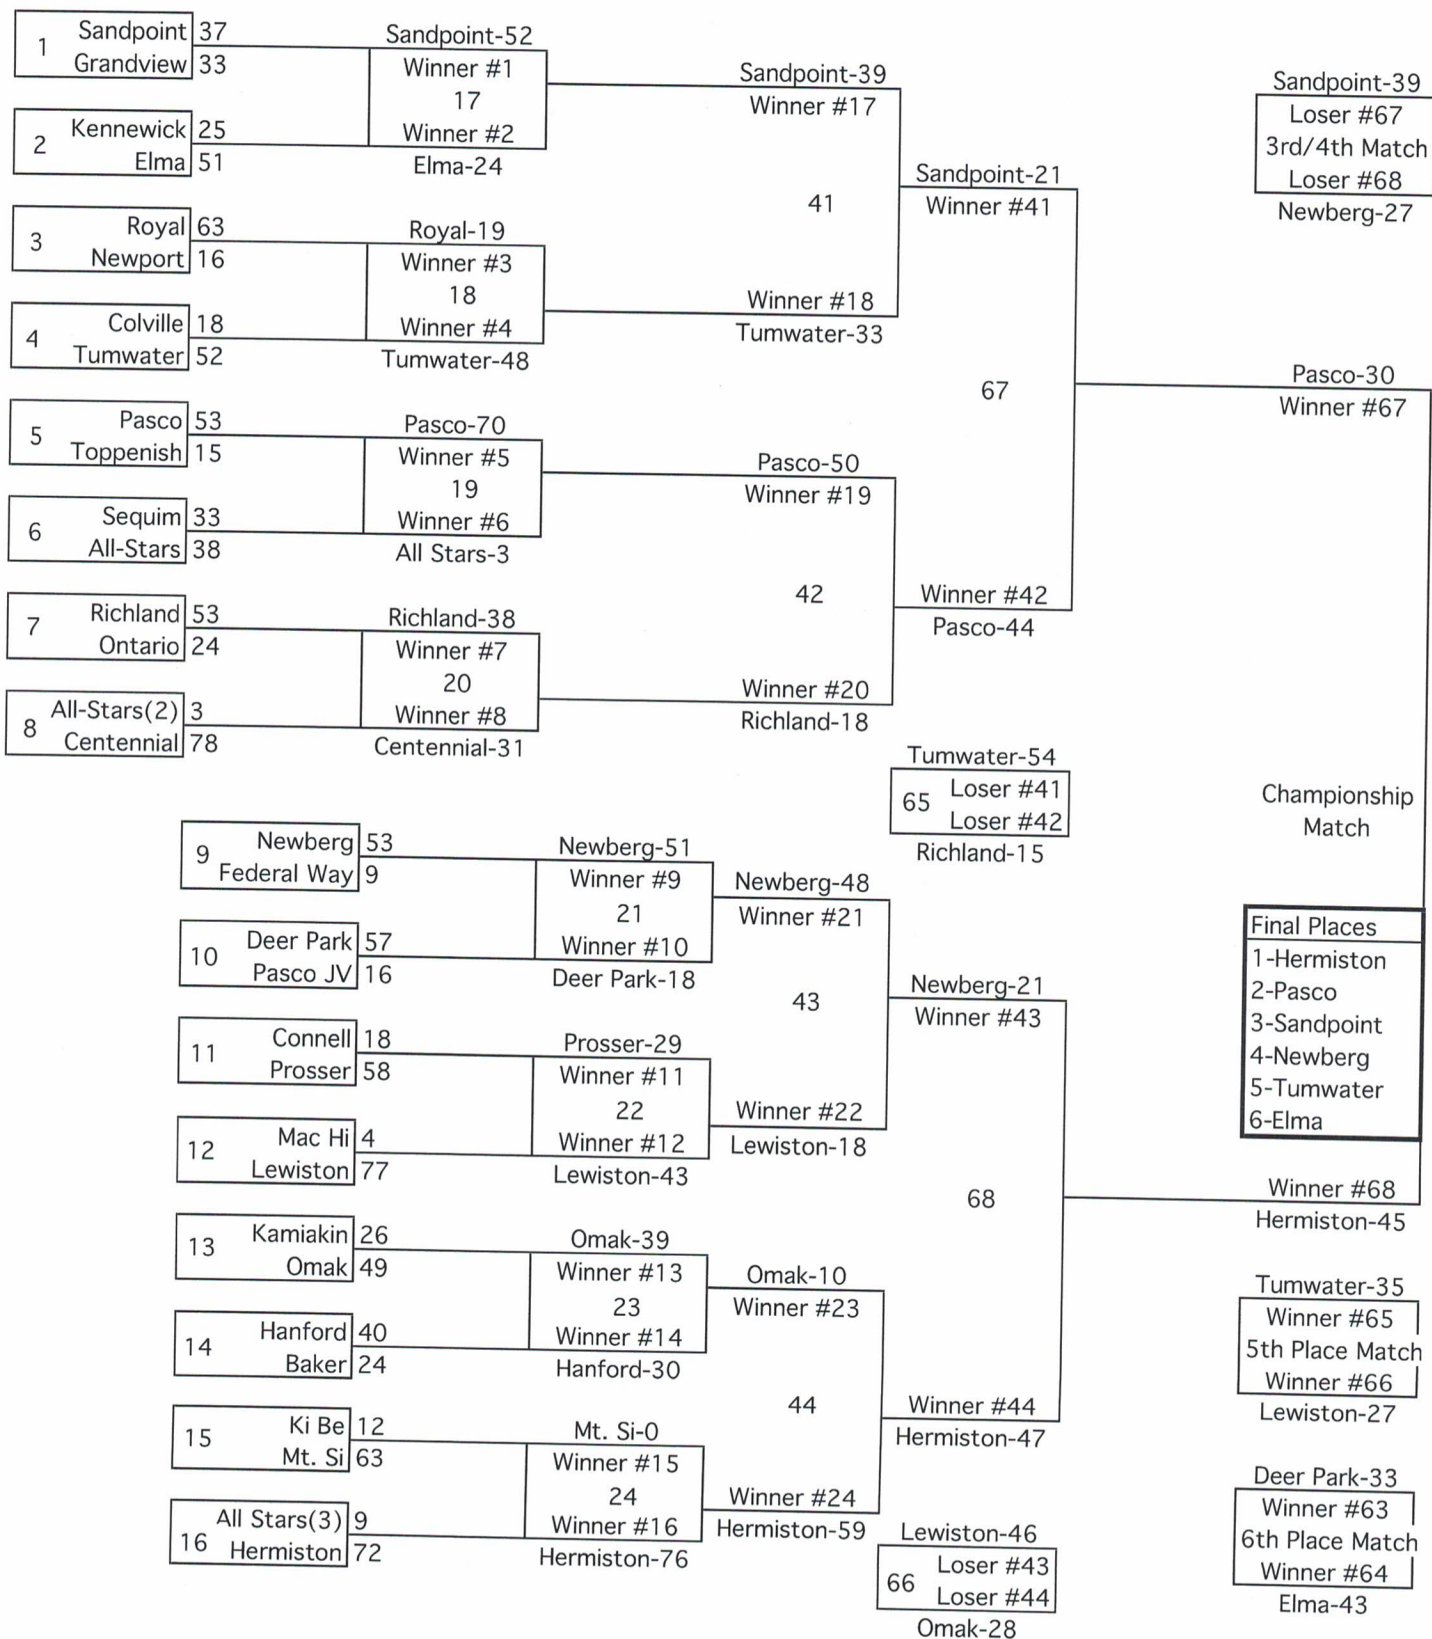 1
Sandpoint 37
Grandview 33
2
Kennewick 25
Elma 51
3
Royal 63
Newport 16
4
Colville 18
Tumwater 52
5
Pasco 53
Toppenish 15
6
Sequim 33
All-Stars 38
7
Richland 53
Ontario 24
8
All-Stars(2) 3
Centennial 78
Sandpoint-52
Winner #1
17
Winner #2
Elma-24
Royal-19
Winner #3
18
Winner #4
Tumwater-48
Pasco-70
Winner #5
19
Winner #6
All Stars-3
Richland-38
Winner #7
20
Winner #8
Centennial-31
Sandpoint-39
Winner #17
41
Winner #18
Tumwater-33
Pasco-50
Winner #19
42
Winner #20
Richland-18
Sandpoint-21
Winner #41
67
Winner #42
Pasco-44
Tumwater-54
65
Loser #41
Loser #42
Richland-15
Sandpoint-39
Loser #67
3rd/4th Match
Loser #68
Newberg-27
Pasco-30
Winner #67
Championship
Match
9
Newberg 53
Federal Way 9
10
Deer Park 57
Pasco JV 16
11
Connell 18
Prosser 58
12
Mac Hi 4
Lewiston 77
13
Kamiakin 26
Omak 49
14
Hanford 40
Baker 24
15
Ki Be 12
Mt. Si 63
16
All Stars(3) 9
Hermiston 72
Newberg-51
Winner #9
21
Winner #10
Deer Park-18
Prosser-29
Winner #11
22
Winner #12
Lewiston-43
Omak-39
Winner #13
23
Winner #14
Hanford-30
Mt. Si-0
Winner #15
24
Winner #16
Hermiston-76
Newberg-48
Winner #21
43
Winner #22
Lewiston-18
Omak-10
Winner #23
44
Winner #24
Hermiston-59
Newberg-21
Winner #43
68
Winner #44
Hermiston-47
Lewiston-46
66
Loser #43
Loser #44
Omak-28
Final Places
1-Hermiston
2-Pasco
3-Sandpoint
4-Newberg
5-Tumwater
6-Elma
Winner #68
Hermiston-45
Tumwater-35
Winner #65
5th Place Match
Winner #66
Lewiston-27
Deer Park-33
Winner #63
6th Place Match
Winner #64
Elma-43